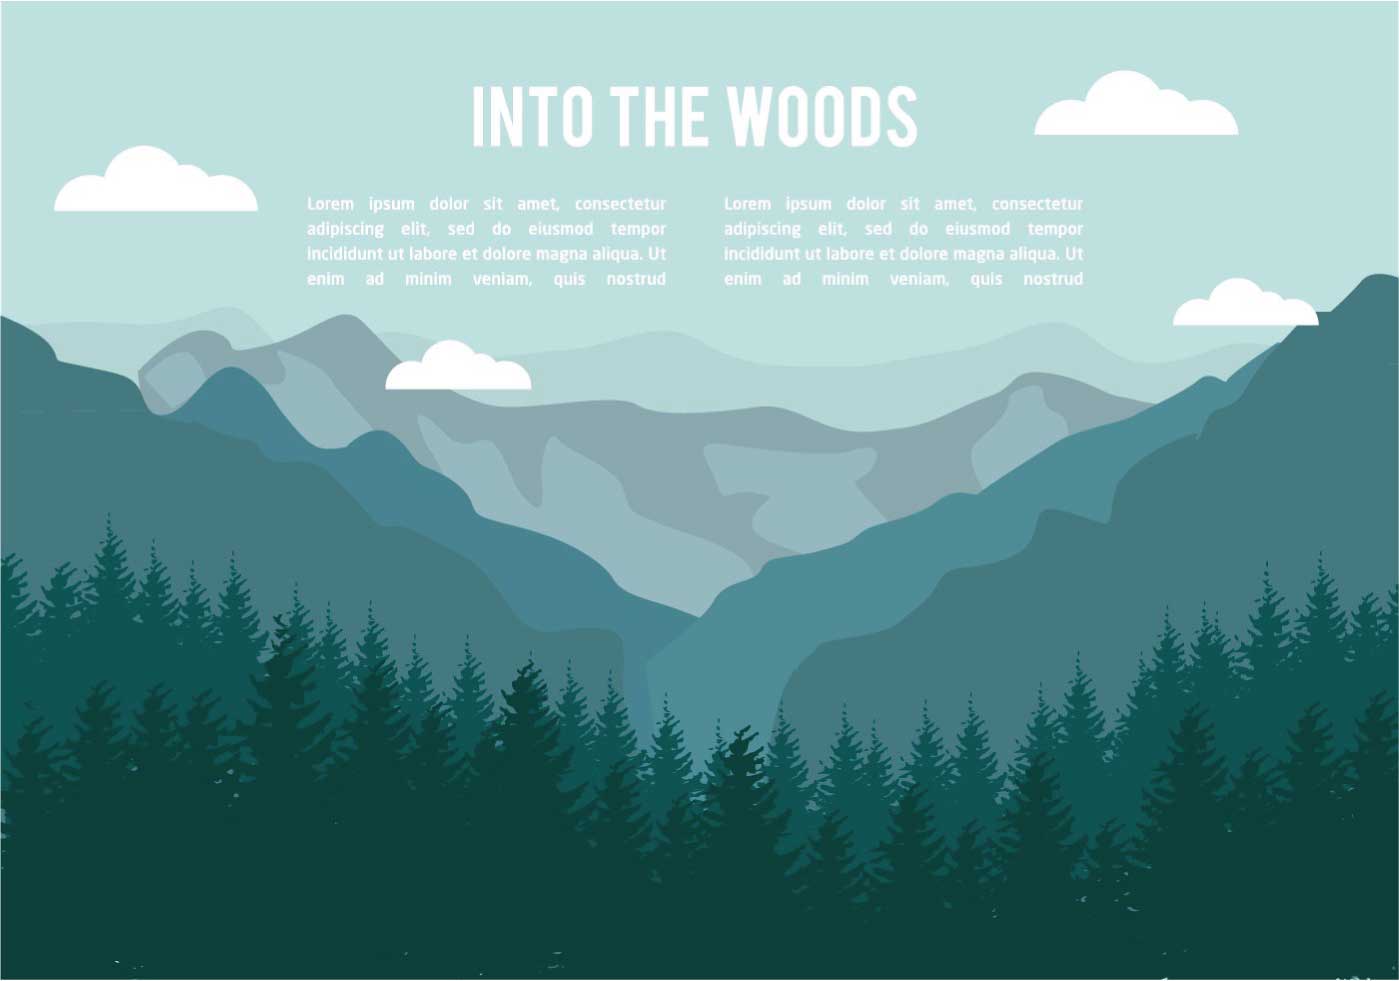 INTO THE WOODS
Lorem ipsum dolor sit amet, consectetur
adipiscing elit, sed do eiusmod tempor
incididunt ut labore et dolore magna aliqua. Ut
enim ad minim veniam, quis nostrud
Lorem ipsum dolor sit amet, consectetur
adipiscing elit, sed do eiusmod tempor
incididunt ut labore et dolore magna aliqua. Ut
enim ad minim veniam, quis nostrud